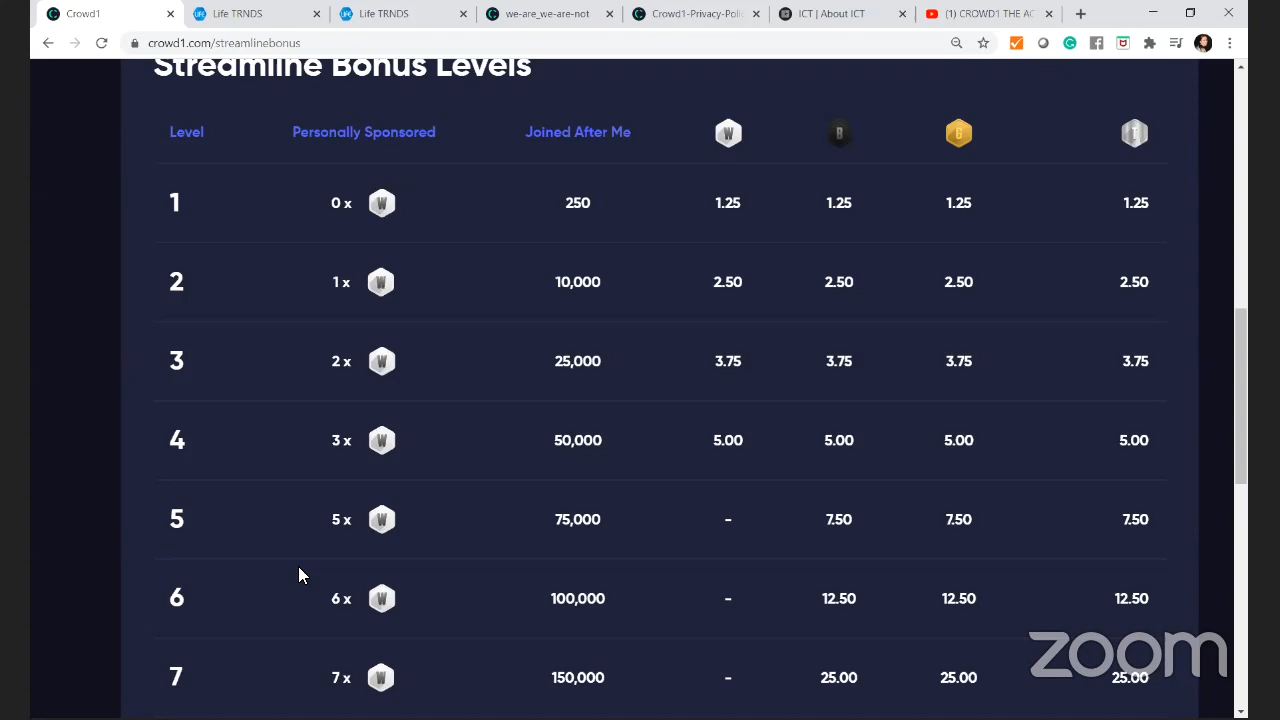 Crowd1
Life TRNDS
Life TRNDS
we-are_we-are-not
Crowd1-Privacy-Po
ICT | About ICT
(1) CROWD1 THE AC
crowd1.com/streamlinebonus
Streamline Bonus Levels
Level Personally Sponsored Joined After Me W B G T
1 0 x W 250 1.25 1.25 1.25 1.25
2 1 x W 10,000 2.50 2.50 2.50 2.50
3 2 x W 25,000 3.75 3.75 3.75 3.75
4 3 x W 50,000 5.00 5.00 5.00 5.00
5 5 x W 75,000 - 7.50 7.50 7.50
6 6 x W 100,000 - 12.50 12.50 12.50
7 7 x W 150,000 - 25.00 25.00 25.00
zoom